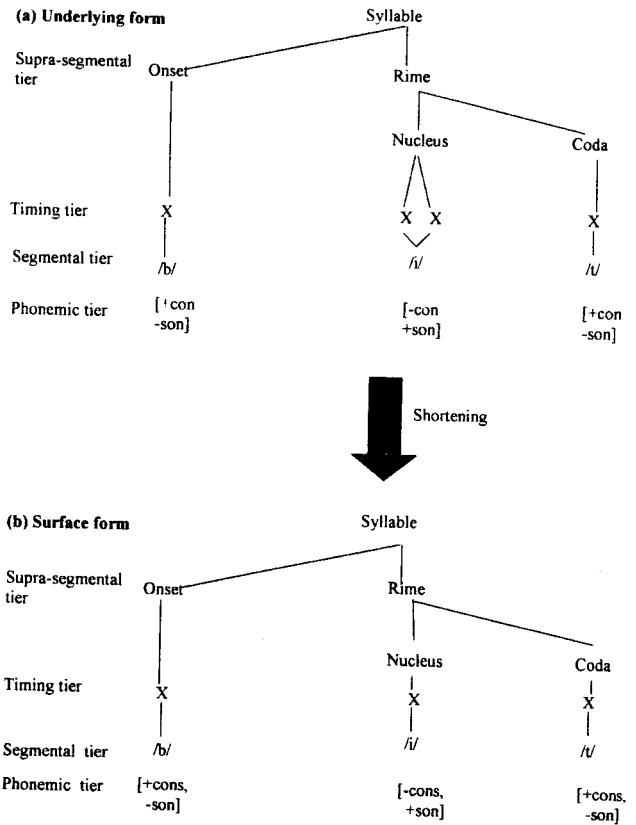 (a) Underlying form
Syllable
Supra-segmental
tier
Onset
Rime
Nucleus
Coda
Timing tier
X
X X
X
Segmental tier
/b/
/i/
/t/
Phonemic tier
[+con
-son]
[-con
+son]
[+con
-son]
Shortening
(b) Surface form
Syllable
Supra-segmental
tier
Onset
Rime
Nucleus
Coda
Timing tier
X
X
X
Segmental tier
/b/
/i/
/t/
Phonemic tier
[+cons,
-son]
[-cons,
+son]
[+cons,
-son]